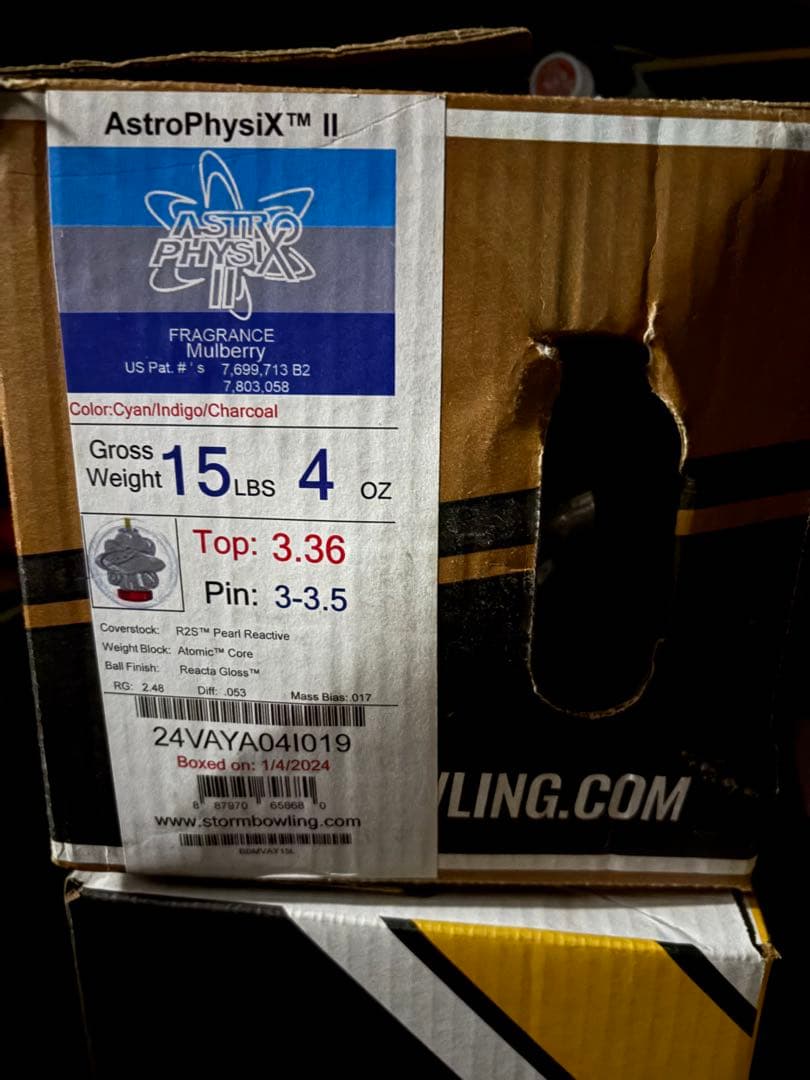 AstroPhysiX™ II
ASTRO
PHYSIX
II
FRAGRANCE
Mulberry
US Pat. #'s 7,699,713 B2
7,803,058
Color:Cyan/Indigo/Charcoal
Gross Weight 15 LBS 4 OZ
Top: 3.36
Pin: 3-3.5
Coverstock: R2S™ Pearl Reactive
Weight Block: Atomic™ Core
Ball Finish: Reacta Gloss™
RG: 2.48 Diff: .053 Mass Bias: .017
24VAYA04I019
Boxed on: 1/4/2024
8 87970 65868 0
www.stormbowling.com
LING.COM